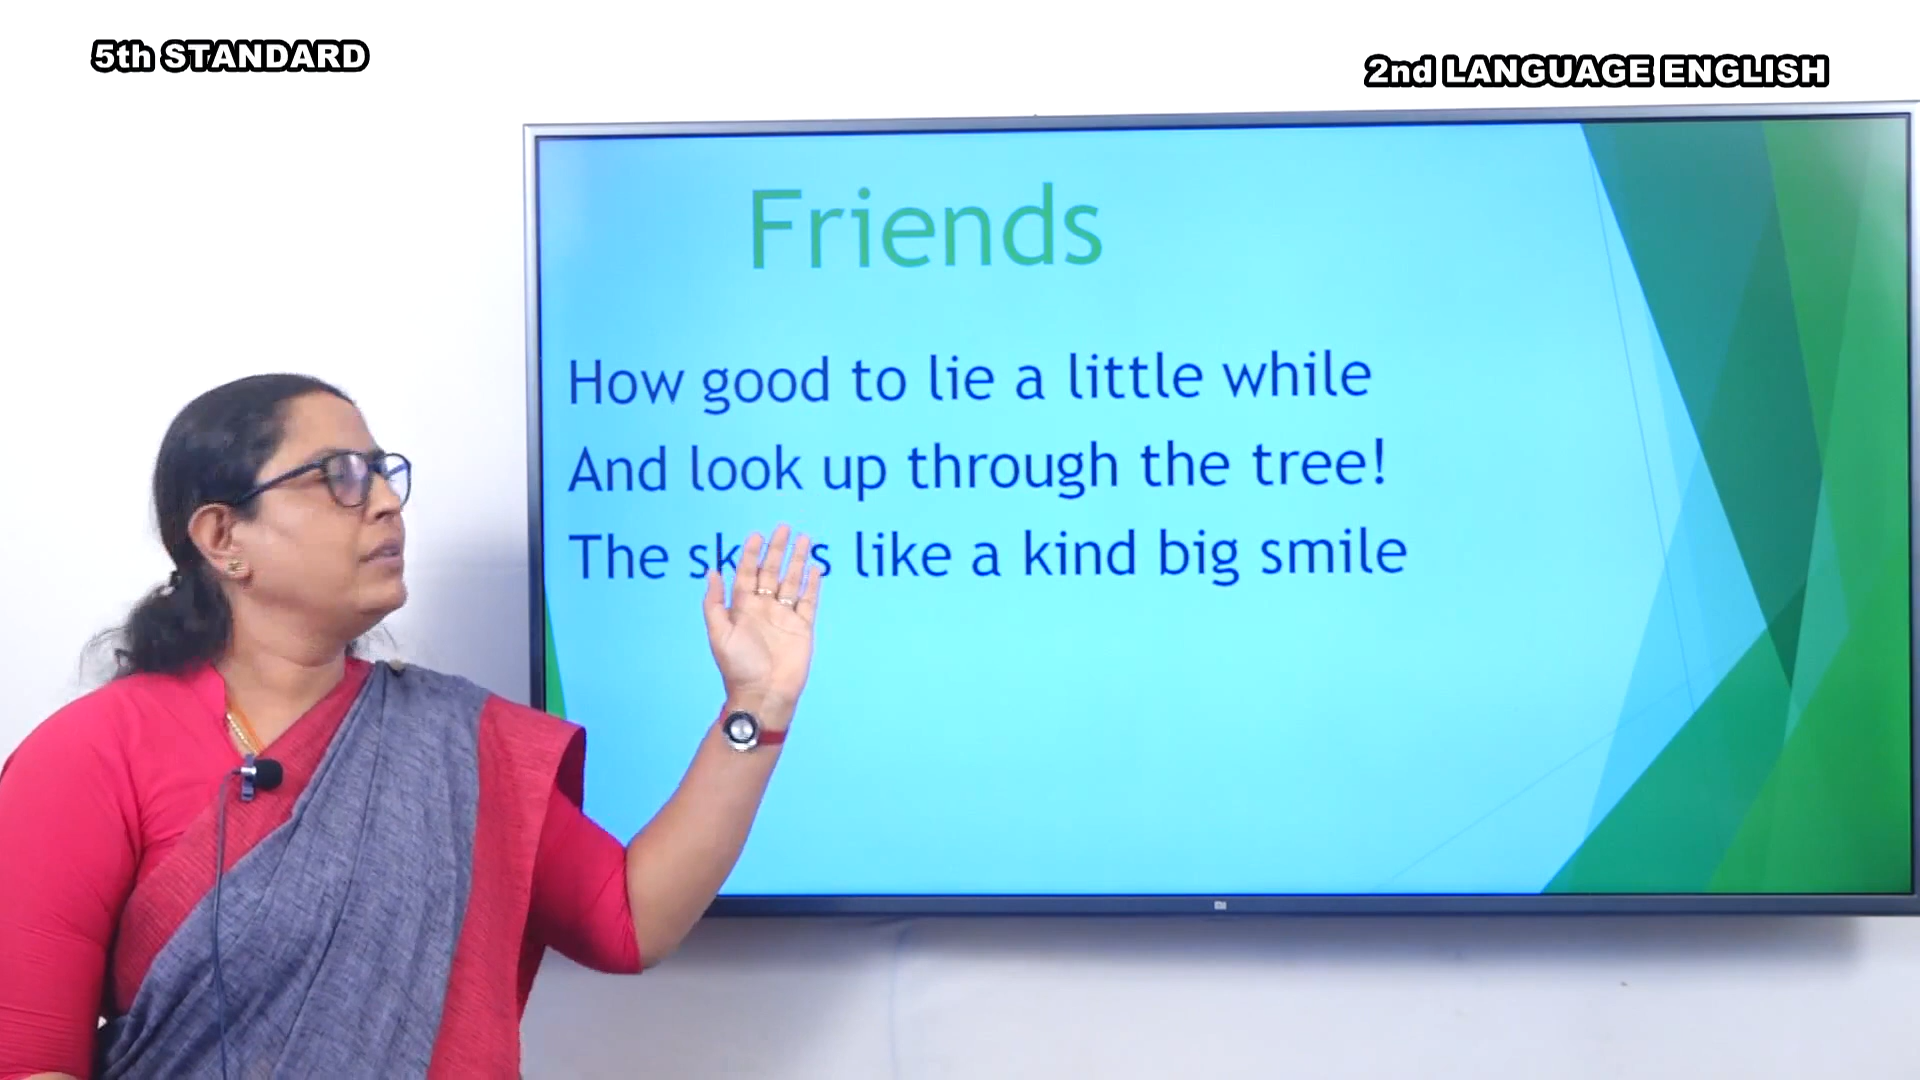 5th STANDARD
2nd LANGUAGE ENGLISH
Friends
How good to lie a little while
And look up through the tree!
The like a kind big smile
mi